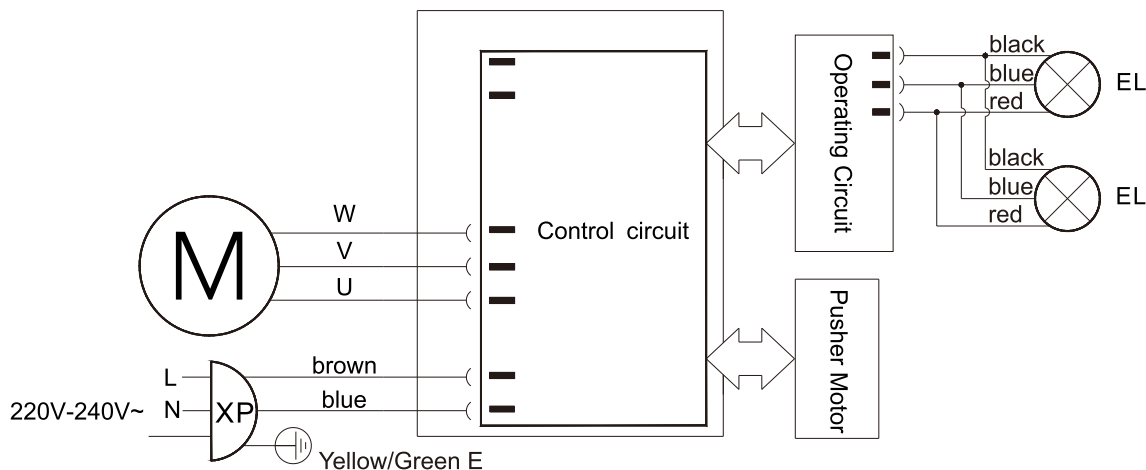 black
blue
red
EL
black
blue
red
EL
Operating Circuit
Control circuit
Pusher Motor
W
V
U
M
brown
blue
L
N
220V-240V~
XP
Yellow/Green E